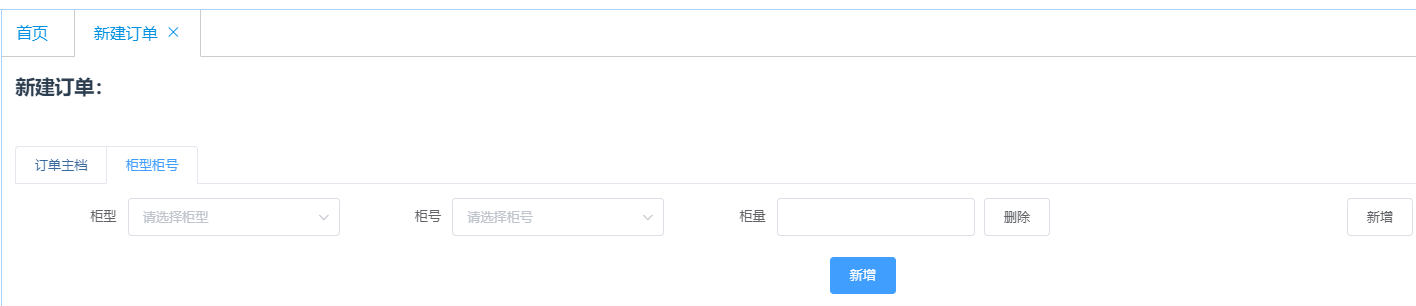 首页 新建订单 ×
新建订单：
订单主档 柜型柜号
柜型 请选择柜型 柜号 请选择柜号 柜量 删除 新增
新增